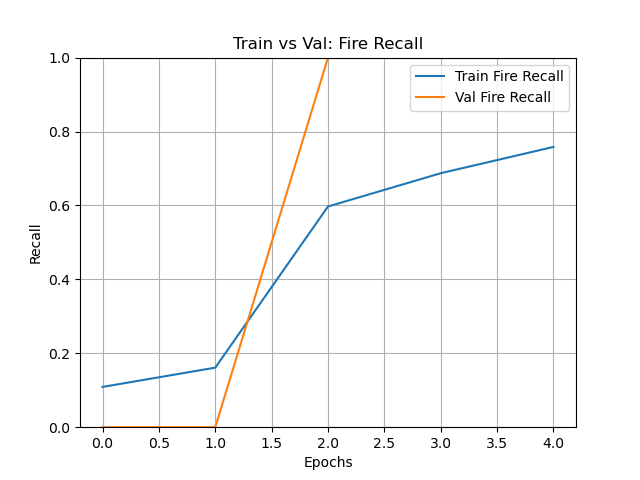 Train vs Val: Fire Recall
Train Fire Recall
Val Fire Recall
1.0
0.8
0.6
0.4
0.2
0.0
Recall
0.0 0.5 1.0 1.5 2.0 2.5 3.0 3.5 4.0
Epochs